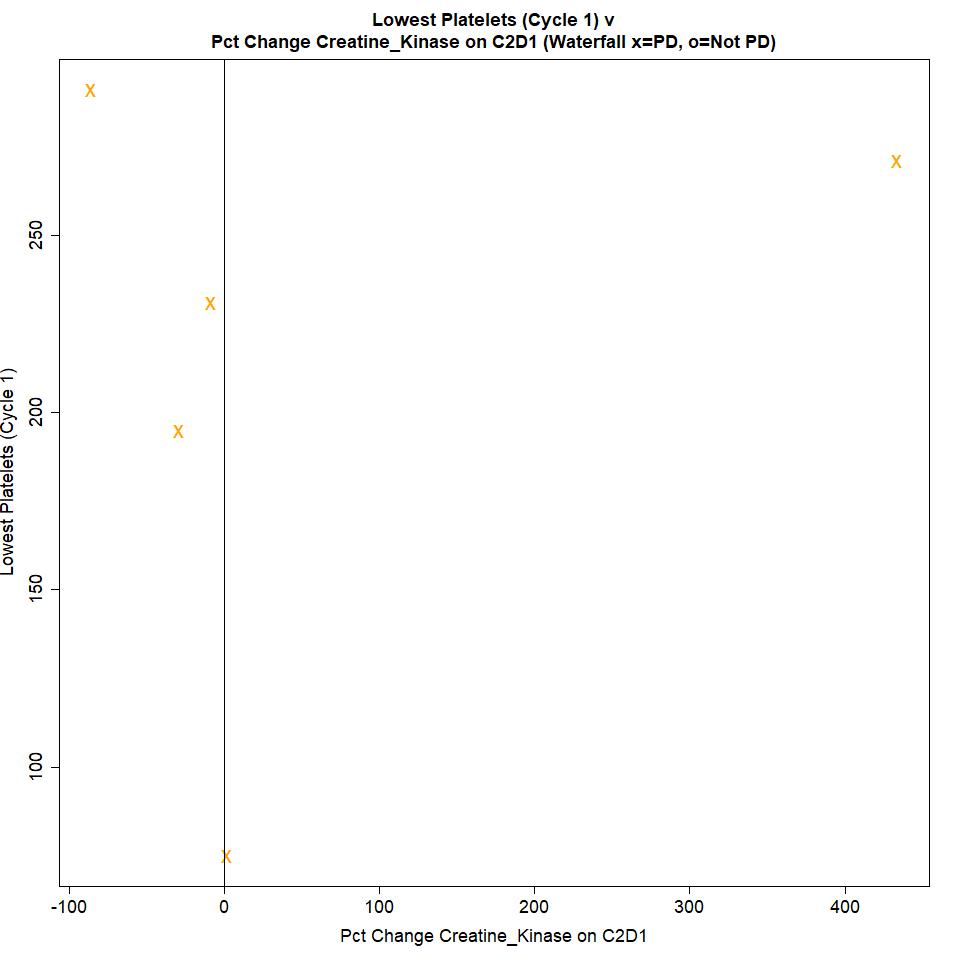 Lowest Platelets (Cycle 1) v
Pct Change Creatine_Kinase on C2D1 (Waterfall x=PD, o=Not PD)
Lowest Platelets (Cycle 1)
250
200
150
100
X
X
X
X
X
-100 0 100 200 300 400
Pct Change Creatine_Kinase on C2D1